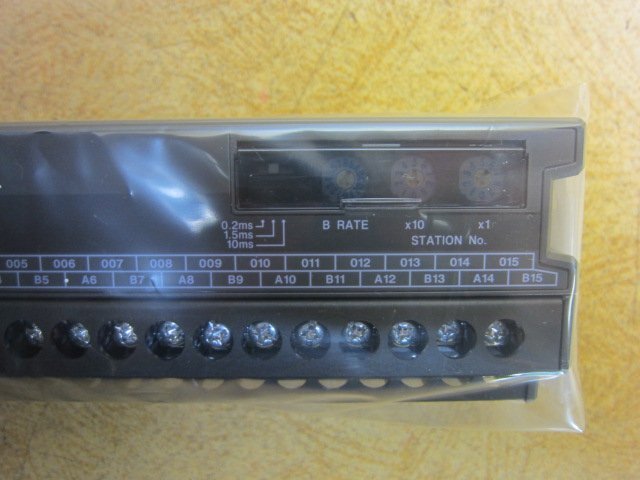 0.2ms
1.5ms
10ms
B RATE x10 x1
STATION No.
005 006 007 008 009 010 011 012 013 014 015
B5 A6 B7 A8 B9 A10 B11 A12 B13 A14 B15